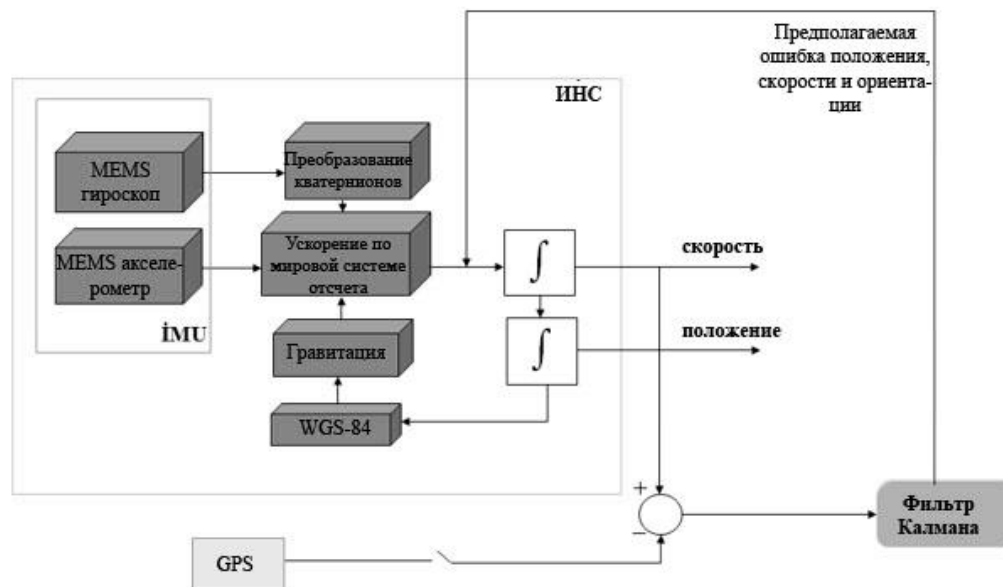 Предполагаемая
ошибка положения,
скорости и ориента-
ции
ИНС
MEMS
гироскоп
Преобразование
кватернионов
MEMS акселе-
рометр
Ускорение по
мировой системе
отсчета
İMU
∫
скорость
Гравитация
∫
положение
WGS-84
+
−
Фильтр
Калмана
GPS